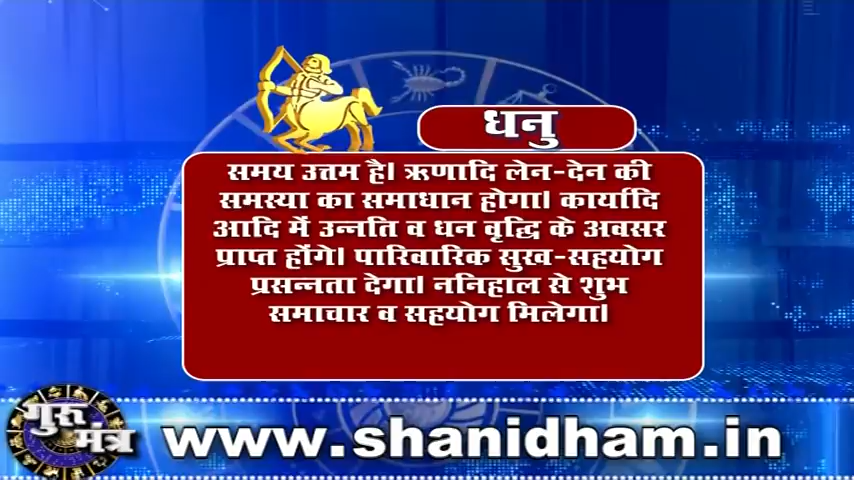 धनु
समय उत्तम है। ऋणादि लेन-देन की
समस्या का समाधान होगा। कार्यादि
आदि में उन्नति व धन वृद्धि के अवसर
प्राप्त होंगे। पारिवारिक सुख-सहयोग
प्रसन्नता देगा। ननिहाल से शुभ
समाचार व सहयोग मिलेगा।
गुरु
मंत्र
www.shanidham.in